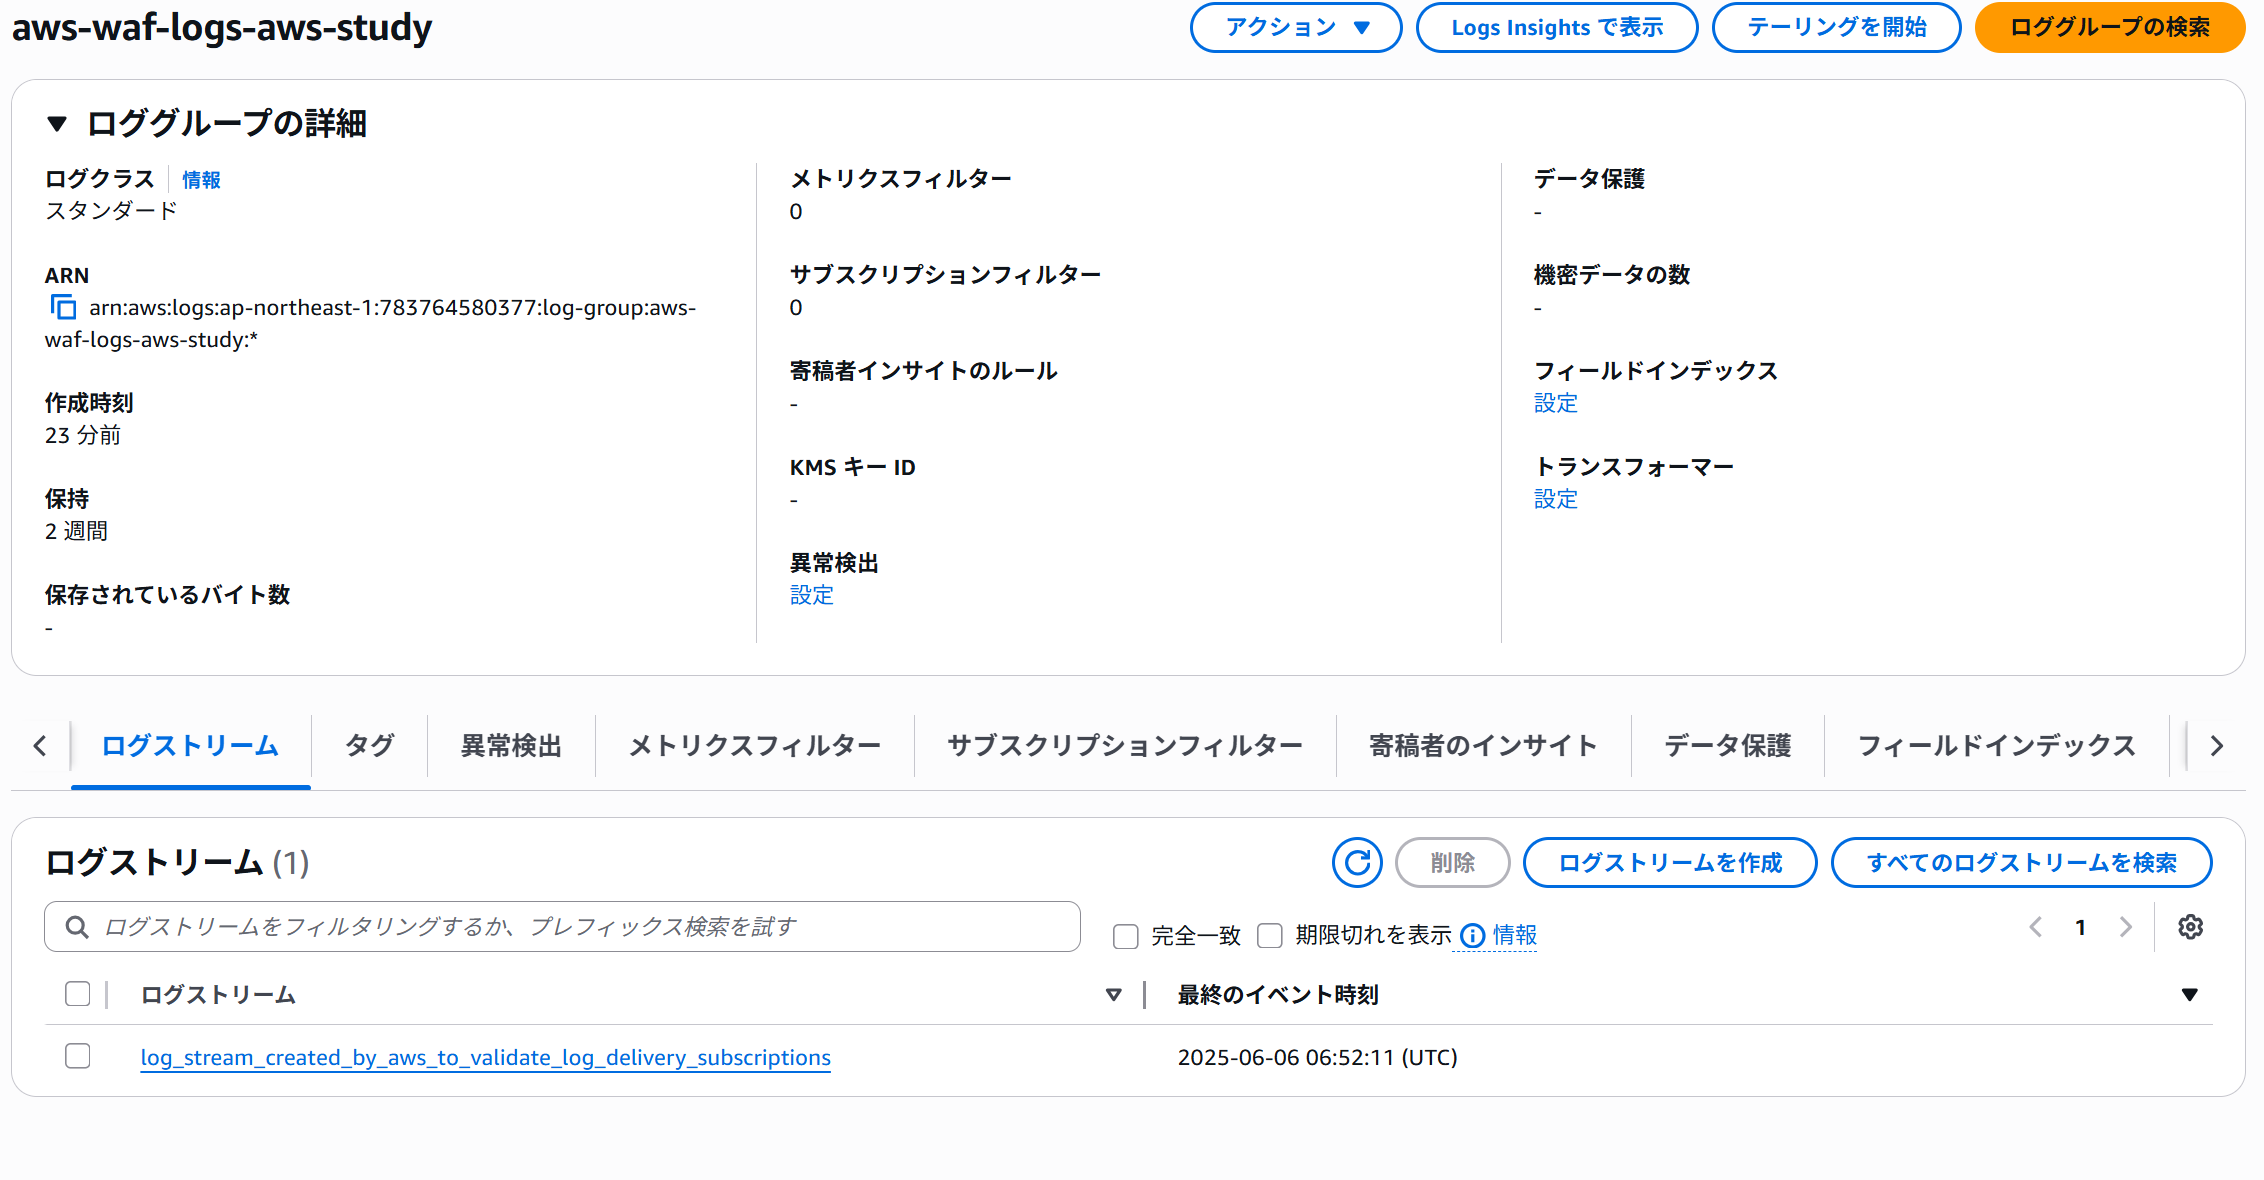 aws-waf-logs-aws-study
アクション
Logs Insights で表示
テーリングを開始
ロググループの検索
ロググループの詳細
ログクラス
情報
スタンダード
ARN
arn:aws:logs:ap-northeast-1:783764580377:log-group:aws-
waf-logs-aws-study:*
作成時刻
23 分前
保持
2 週間
保存されているバイト数
-
メトリクスフィルター
0
サブスクリプションフィルター
0
寄稿者インサイトのルール
-
KMS キー ID
-
異常検出
設定
データ保護
-
機密データの数
-
フィールドインデックス
設定
トランスフォーマー
設定
ログストリーム
タグ
異常検出
メトリクスフィルター
サブスクリプションフィルター
寄稿者のインサイト
データ保護
フィールドインデックス
ログストリーム (1)
削除
ログストリームを作成
すべてのログストリームを検索
ログストリームをフィルタリングするか、プレフィックス検索を試す
完全一致
期限切れを表示
情報
1
ログストリーム
最終のイベント時刻
log_stream_created_by_aws_to_validate_log_delivery_subscriptions
2025-06-06 06:52:11 (UTC)